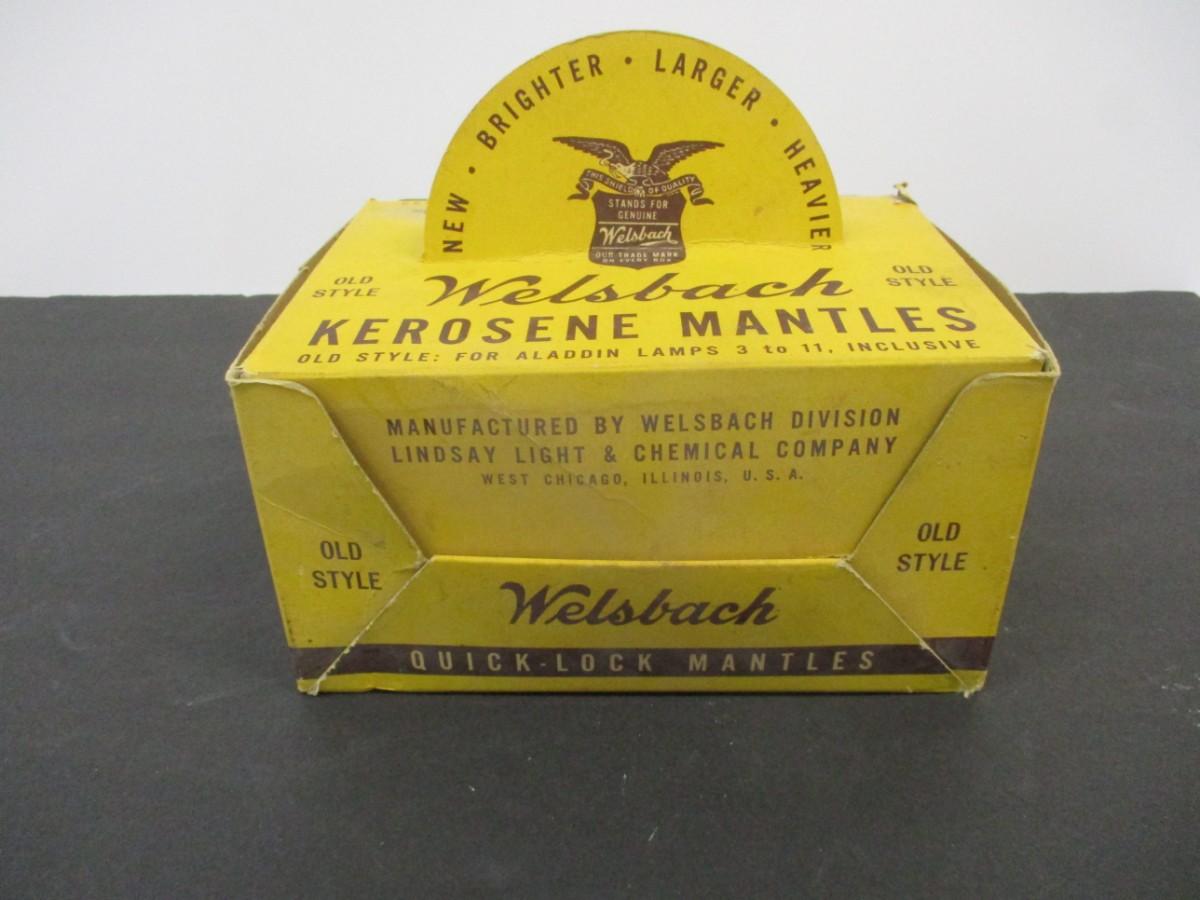 NEW · BRIGHTER · LARGER · HEAVIER
THIS SHIELD OF QUALITY
STANDS FOR
GENUINE
Welsbach
OUR TRADE MARK
ON EVERY BOX
OLD
STYLE
Welsbach
OLD
STYLE
KEROSENE MANTLES
OLD STYLE: FOR ALADDIN LAMPS 3 to 11, INCLUSIVE
MANUFACTURED BY WELSBACH DIVISION
LINDSAY LIGHT & CHEMICAL COMPANY
WEST CHICAGO, ILLINOIS, U. S. A.
OLD
STYLE
OLD
STYLE
Welsbach
QUICK-LOCK MANTLES